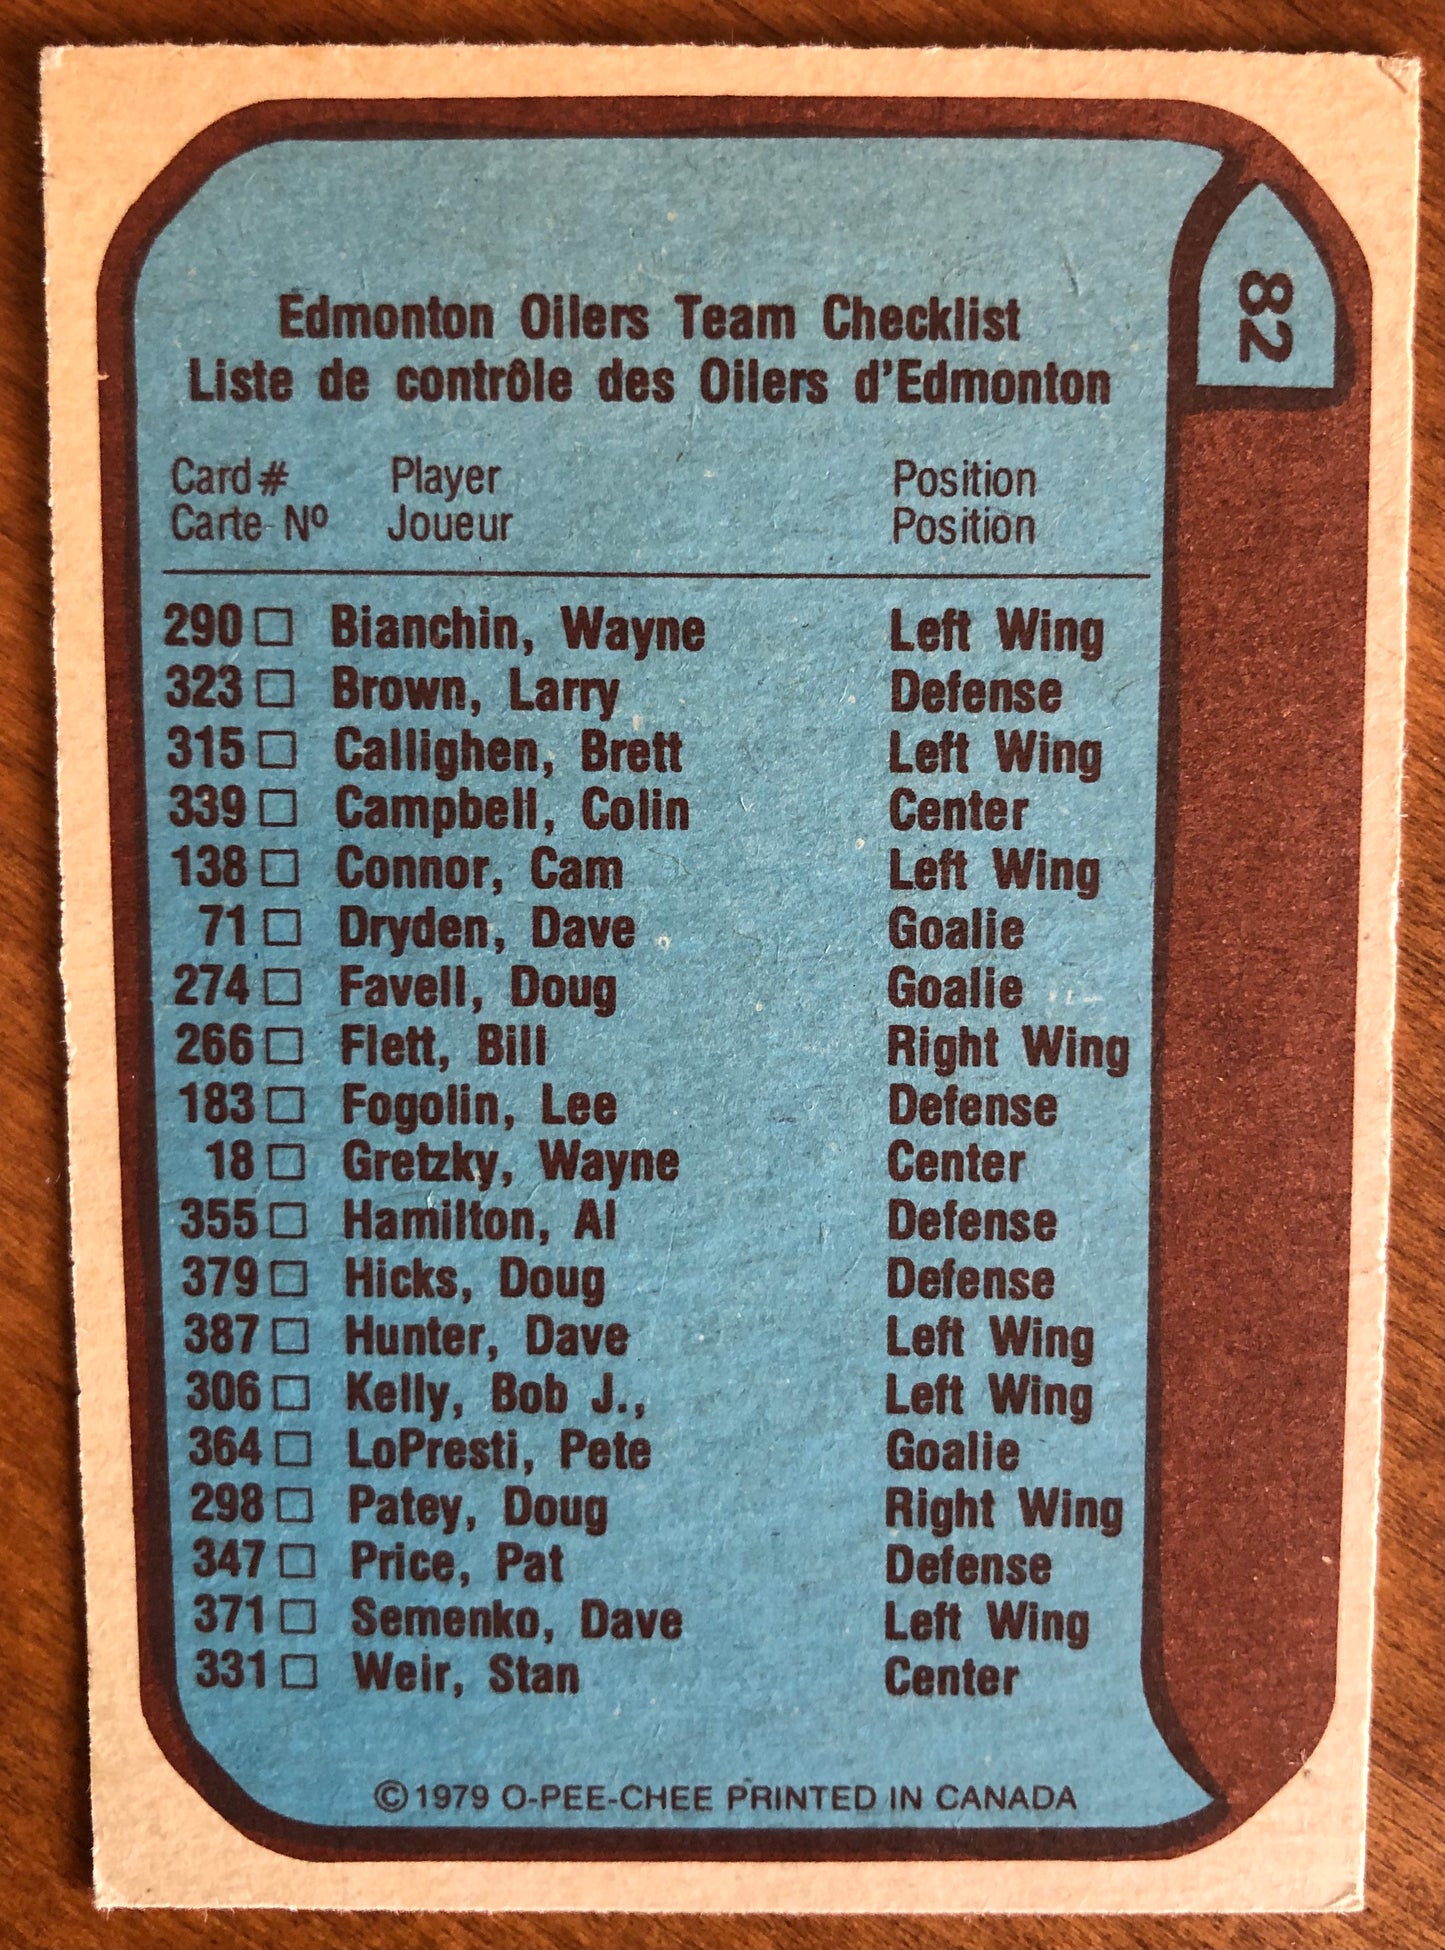 82
Edmonton Oilers Team Checklist
Liste de contrôle des Oilers d'Edmonton
Card # Player Position
Carte Nº Joueur Position
290 □ Bianchin, Wayne Left Wing
323 □ Brown, Larry Defense
315 □ Callighen, Brett Left Wing
339 □ Campbell, Colin Center
138 □ Connor, Cam Left Wing
71 □ Dryden, Dave Goalie
274 □ Favell, Doug Goalie
266 □ Flett, Bill Right Wing
183 □ Fogolin, Lee Defense
18 □ Gretzky, Wayne Center
355 □ Hamilton, Al Defense
379 □ Hicks, Doug Defense
387 □ Hunter, Dave Left Wing
306 □ Kelly, Bob J., Left Wing
364 □ LoPresti, Pete Goalie
298 □ Patey, Doug Right Wing
347 □ Price, Pat Defense
371 □ Semenko, Dave Left Wing
331 □ Weir, Stan Center
©1979 O-PEE-CHEE PRINTED IN CANADA